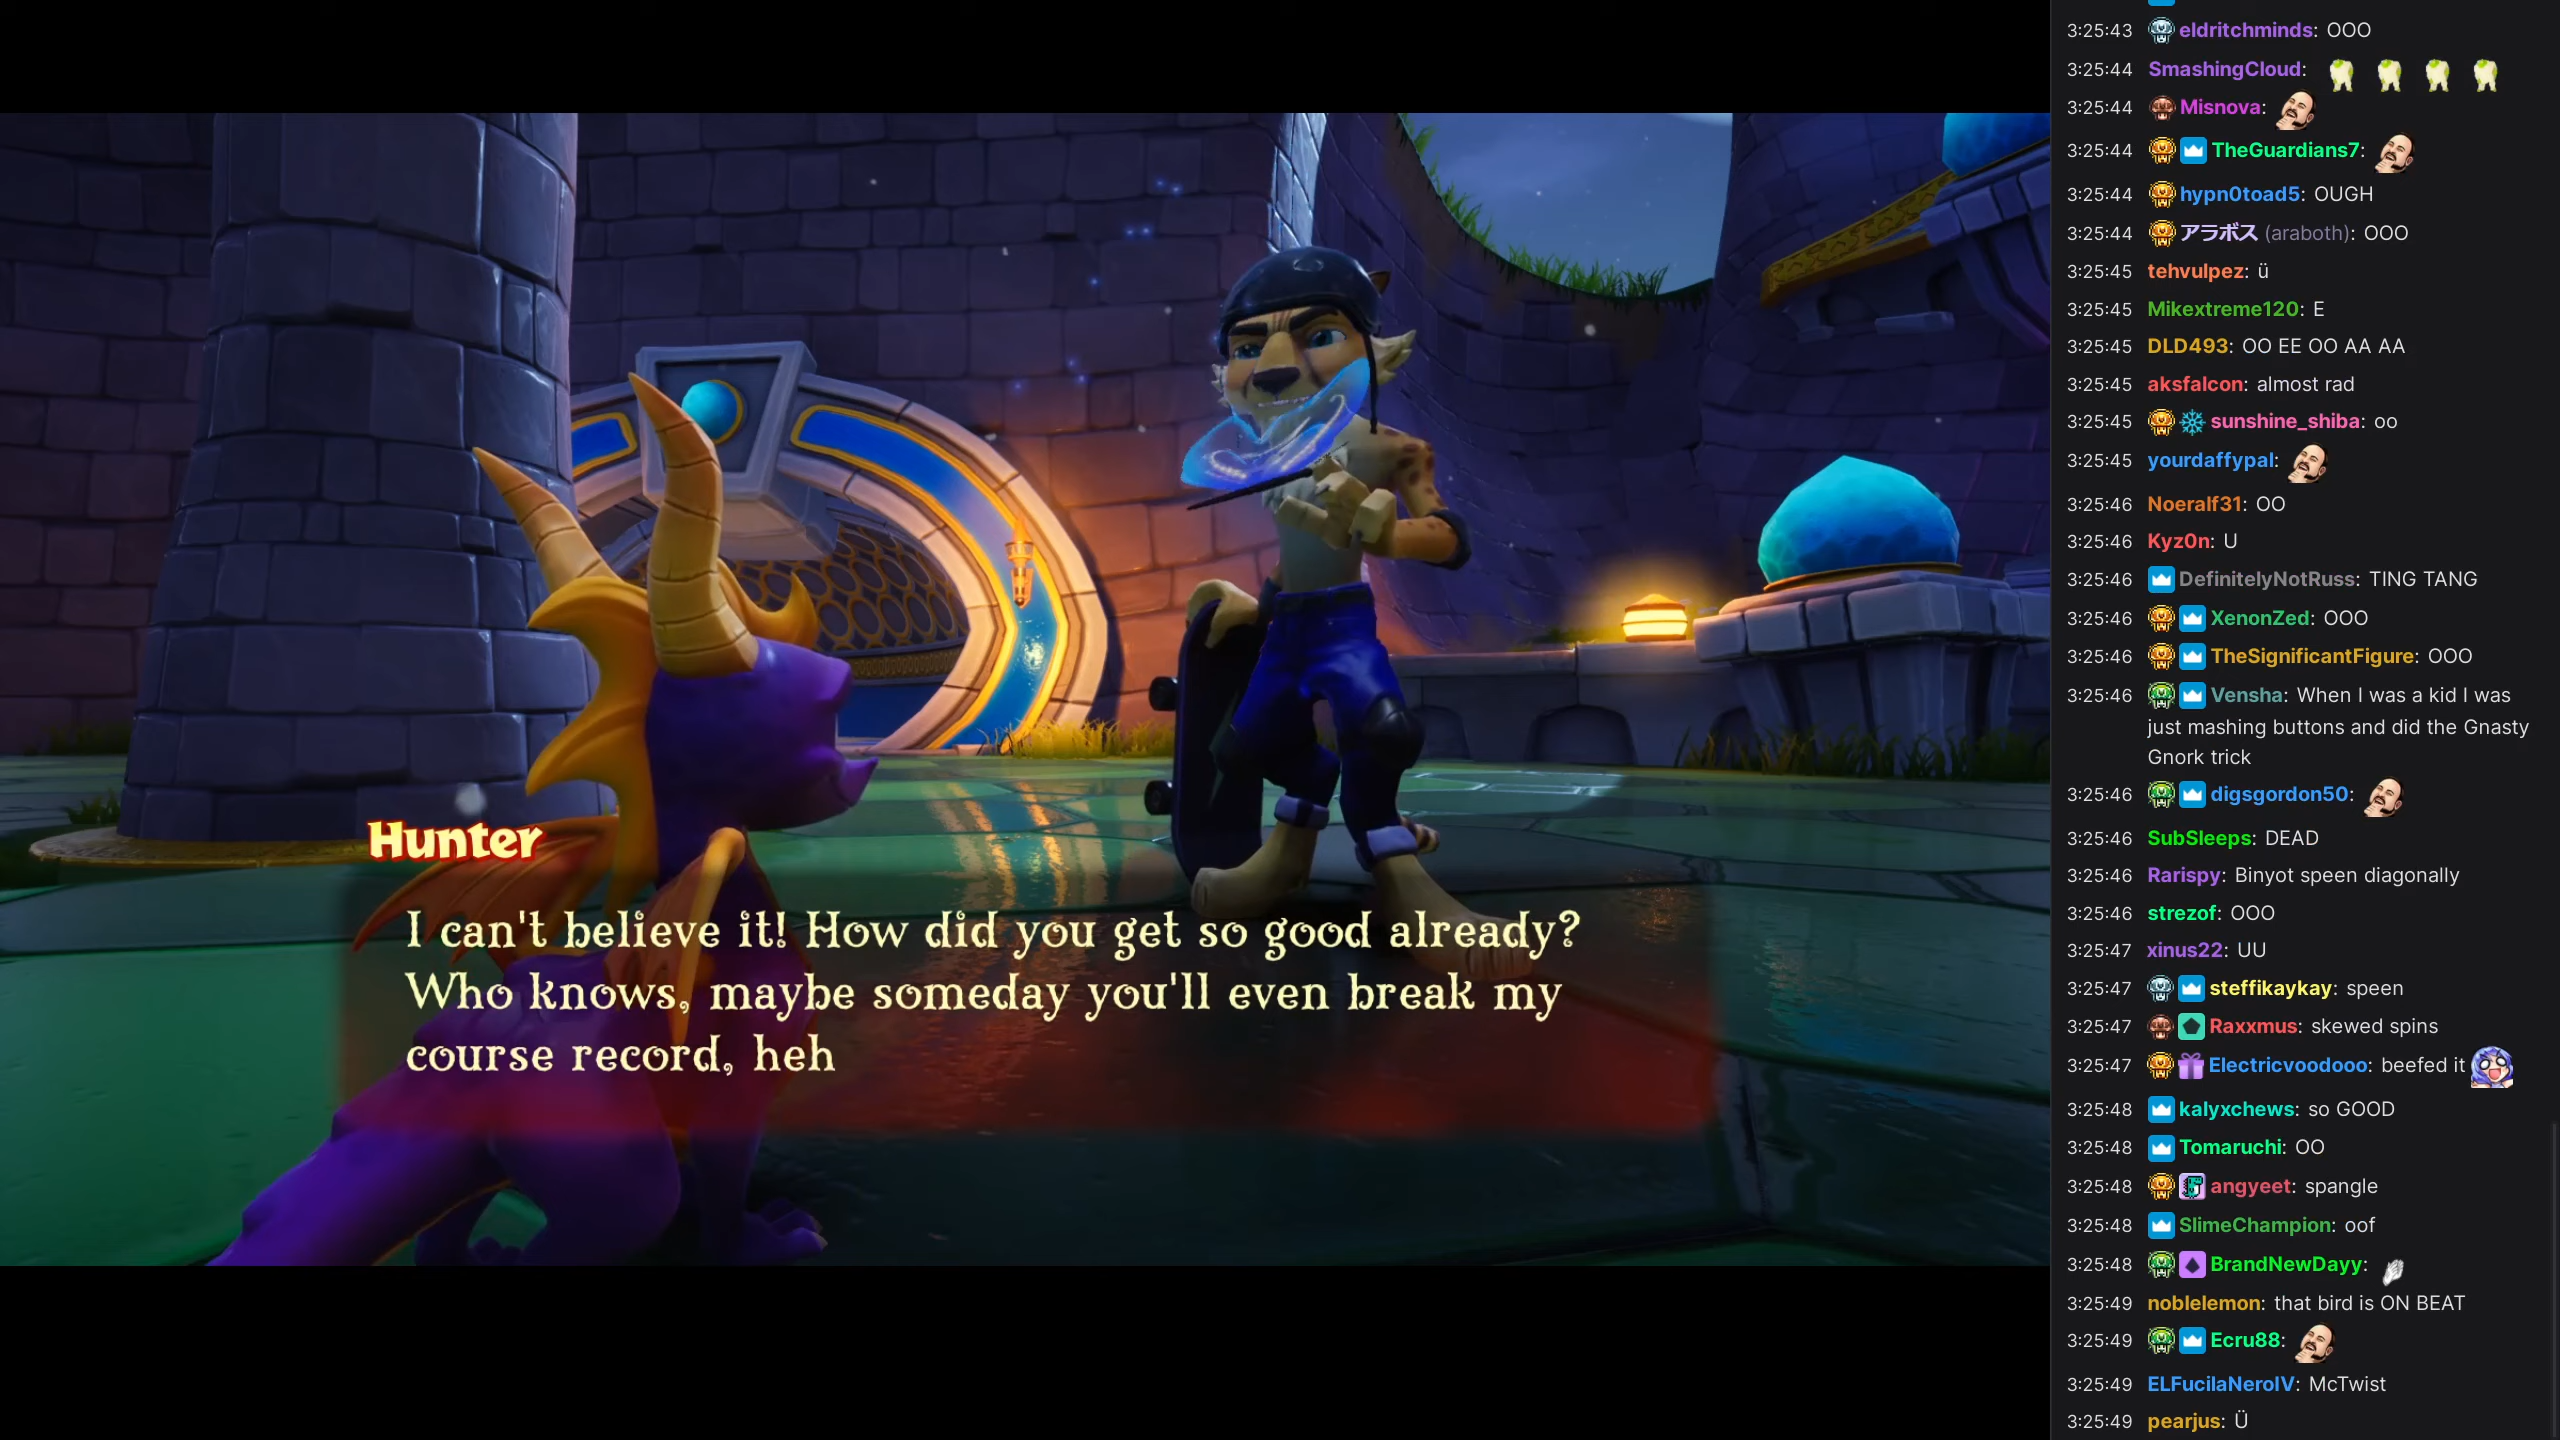 Hunter
I can't believe it! How did you get so good already?
Who knows, maybe someday you'll even break my
course record, heh
3:25:43 eldritchminds: OOO
3:25:44 SmashingCloud:
3:25:44 Misnova:
3:25:44 TheGuardians7:
3:25:44 hypn0toad5: OUGH
3:25:44 アラボス (araboth): OOO
3:25:45 tehvulpez: ü
3:25:45 Mikextreme120: E
3:25:45 DLD493: OO EE OO AA AA
3:25:45 aksfalcon: almost rad
3:25:45 sunshine_shiba: oo
3:25:45 yourdaffypal:
3:25:46 Noeralf31: OO
3:25:46 Kyz0n: U
3:25:46 DefinitelyNotRuss: TING TANG
3:25:46 XenonZed: OOO
3:25:46 TheSignificantFigure: OOO
3:25:46 Vensha: When I was a kid I was
just mashing buttons and did the Gnasty
Gnork trick
3:25:46 digsgordon50:
3:25:46 SubSleeps: DEAD
3:25:46 Rarispy: Binyot speen diagonally
3:25:46 strezof: OOO
3:25:47 xinus22: UU
3:25:47 steffikaykay: speen
3:25:47 Raxxmus: skewed spins
3:25:47 Electricvoodooo: beefed it
3:25:48 kalyxchews: so GOOD
3:25:48 Tomaruchi: OO
3:25:48 angyeet: spangle
3:25:48 SlimeChampion: oof
3:25:48 BrandNewDayy:
3:25:49 noblelemon: that bird is ON BEAT
3:25:49 Ecru88:
3:25:49 ELFucilaNeroIV: McTwist
3:25:49 pearjus: Ü